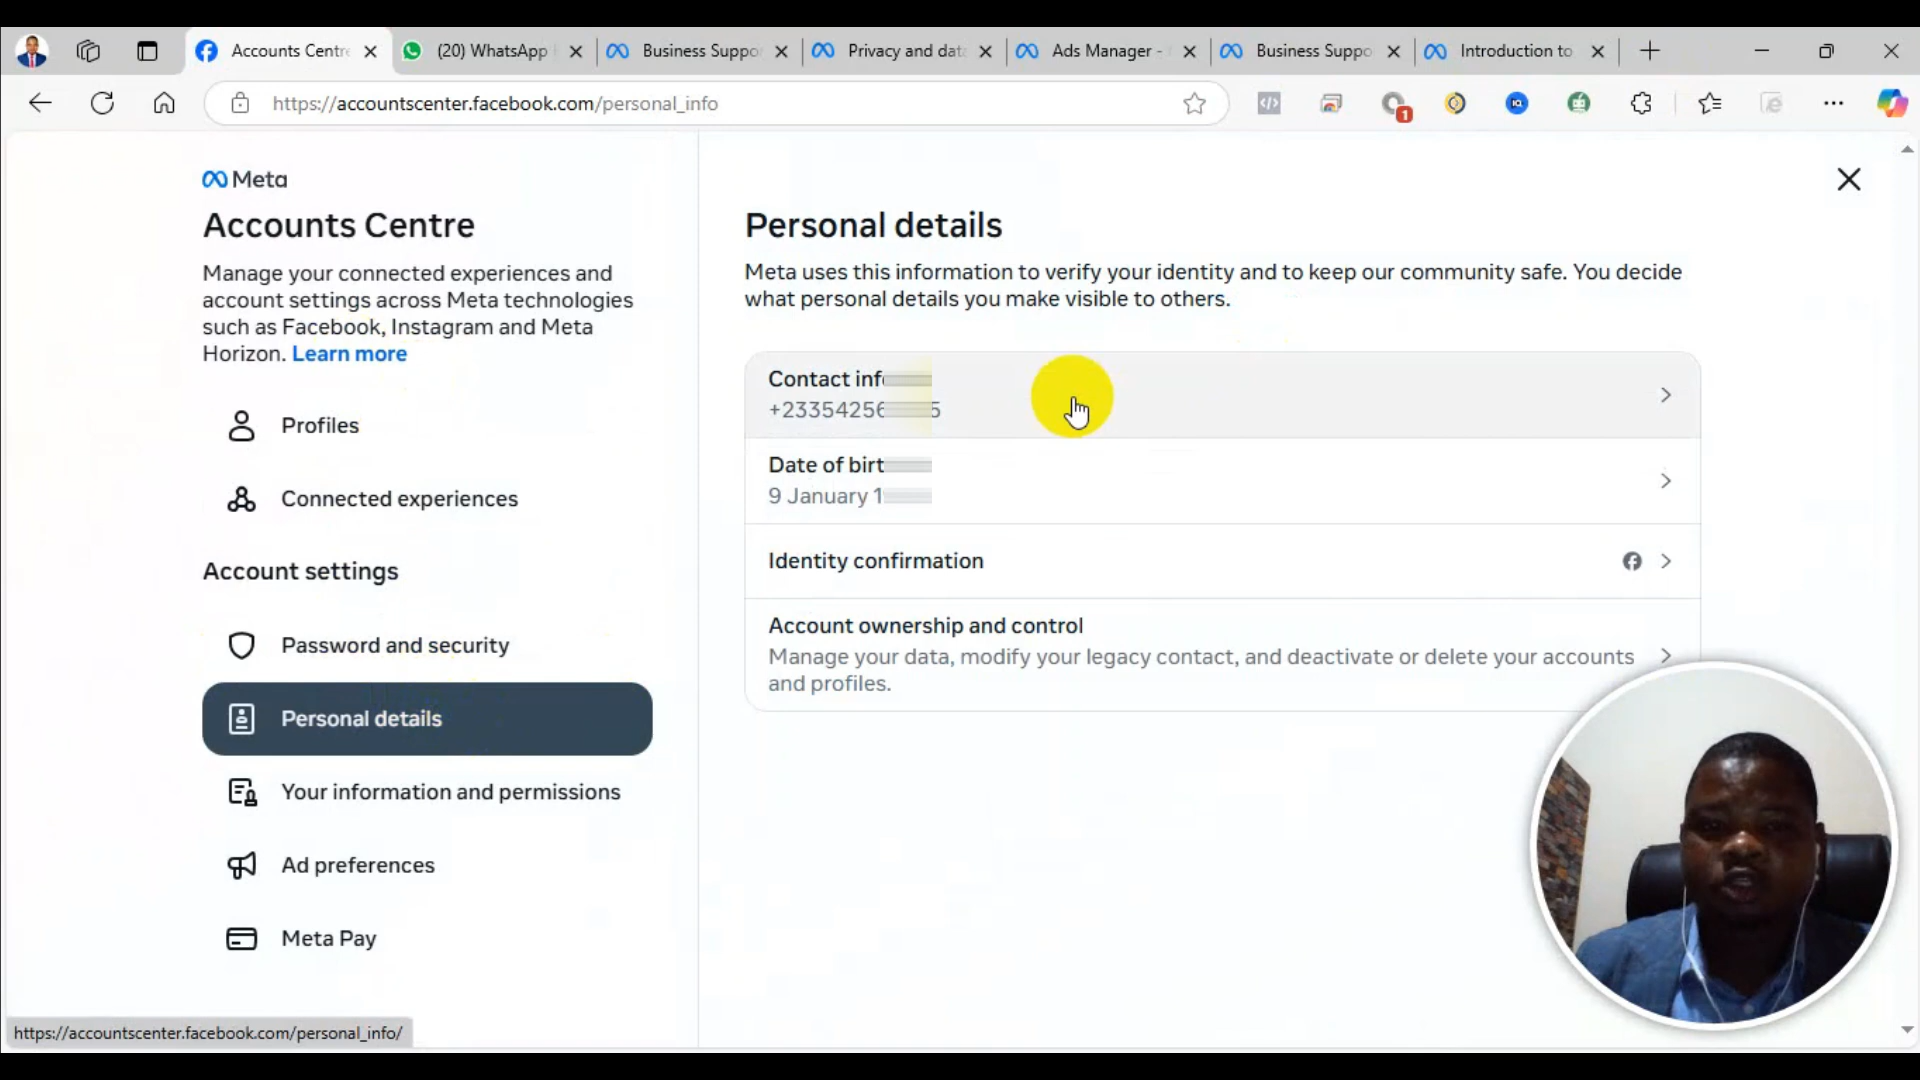 Accounts Centre
(20) WhatsApp
Business Suppo
Privacy and data
Ads Manager -
Business Suppo
Introduction to
https://accountscenter.facebook.com/personal_info
1
Meta
Accounts Centre
Manage your connected experiences and
account settings across Meta technologies
such as Facebook, Instagram and Meta
Horizon. Learn more
Profiles
Connected experiences
Account settings
Password and security
Personal details
Your information and permissions
Ad preferences
Meta Pay
Personal details
Meta uses this information to verify your identity and to keep our community safe. You decide
what personal details you make visible to others.
Contact inf
+23354256 5
Date of birt
9 January 1
Identity confirmation
Account ownership and control
Manage your data, modify your legacy contact, and deactivate or delete your accounts
and profiles.
https://accountscenter.facebook.com/personal_info/